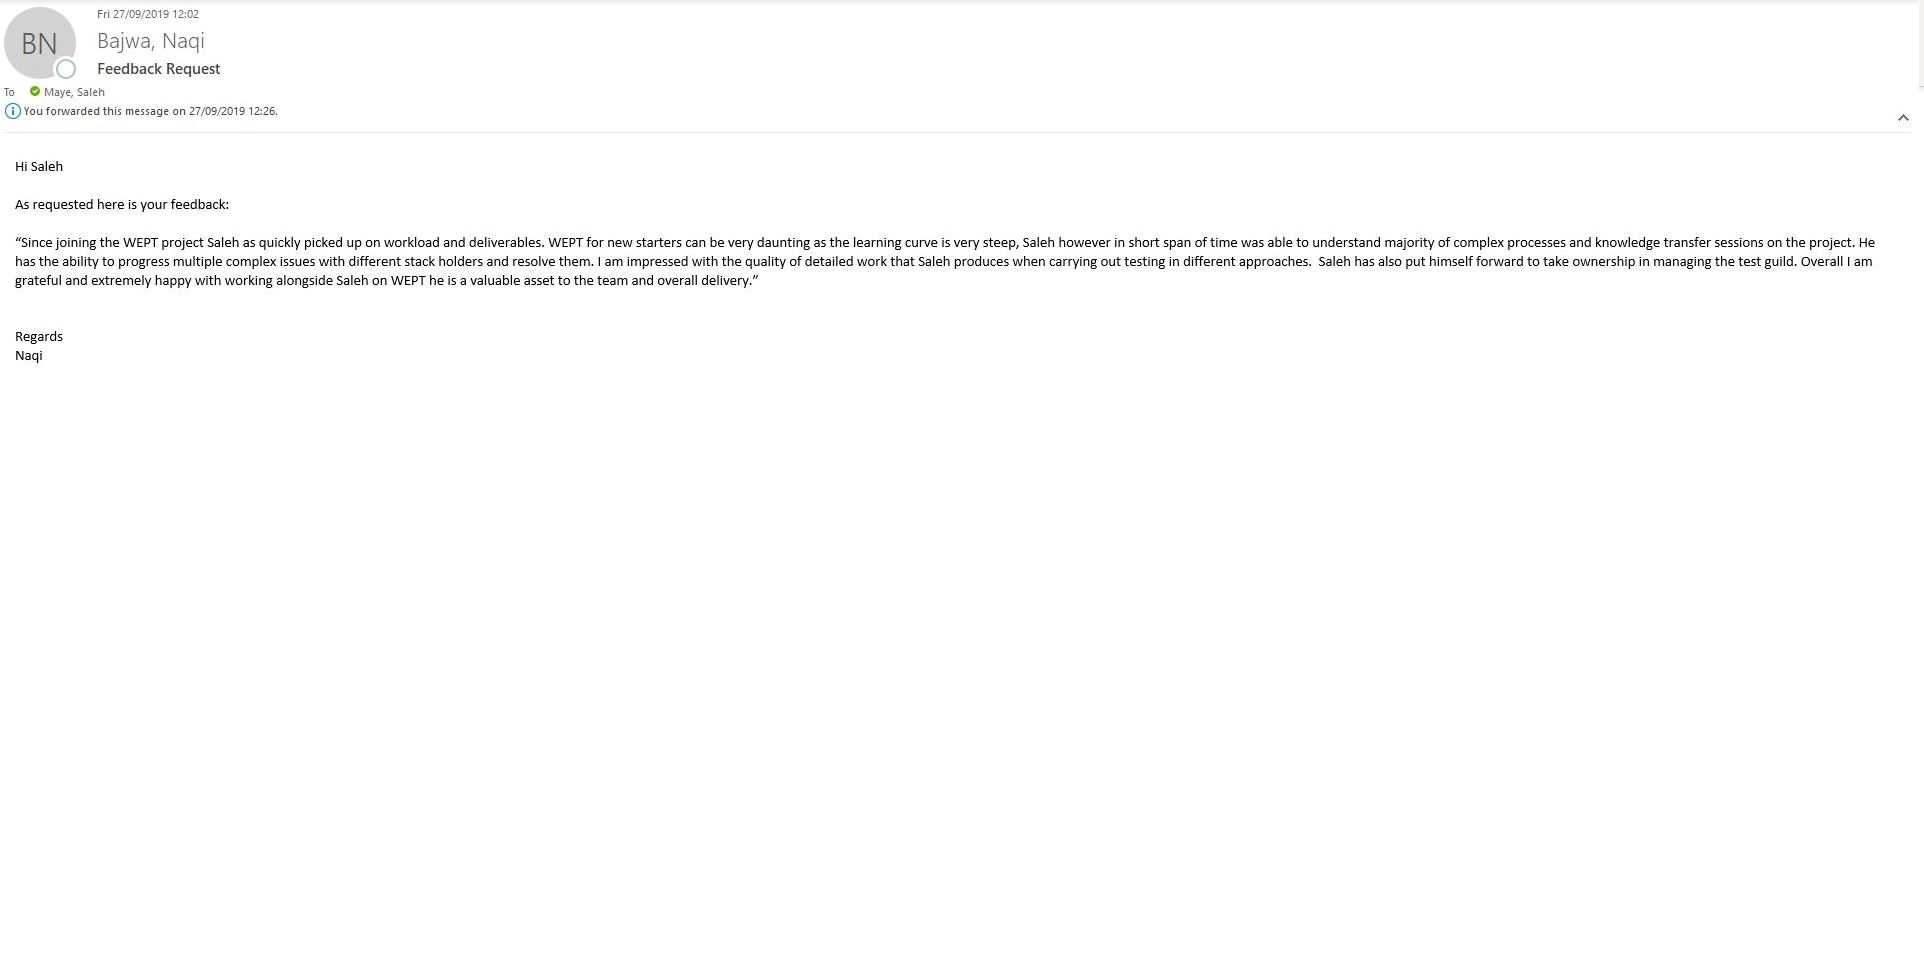 Fri 27/09/2019 12:02
BN
Bajwa, Naqi
Feedback Request
To Maye, Saleh
You forwarded this message on 27/09/2019 12:26.
Hi Saleh
As requested here is your feedback:
“Since joining the WEPT project Saleh as quickly picked up on workload and deliverables. WEPT for new starters can be very daunting as the learning curve is very steep, Saleh however in short span of time was able to understand majority of complex processes and knowledge transfer sessions on the project. He
has the ability to progress multiple complex issues with different stack holders and resolve them. I am impressed with the quality of detailed work that Saleh produces when carrying out testing in different approaches.  Saleh has also put himself forward to take ownership in managing the test guild. Overall I am
grateful and extremely happy with working alongside Saleh on WEPT he is a valuable asset to the team and overall delivery.”
Regards
Naqi